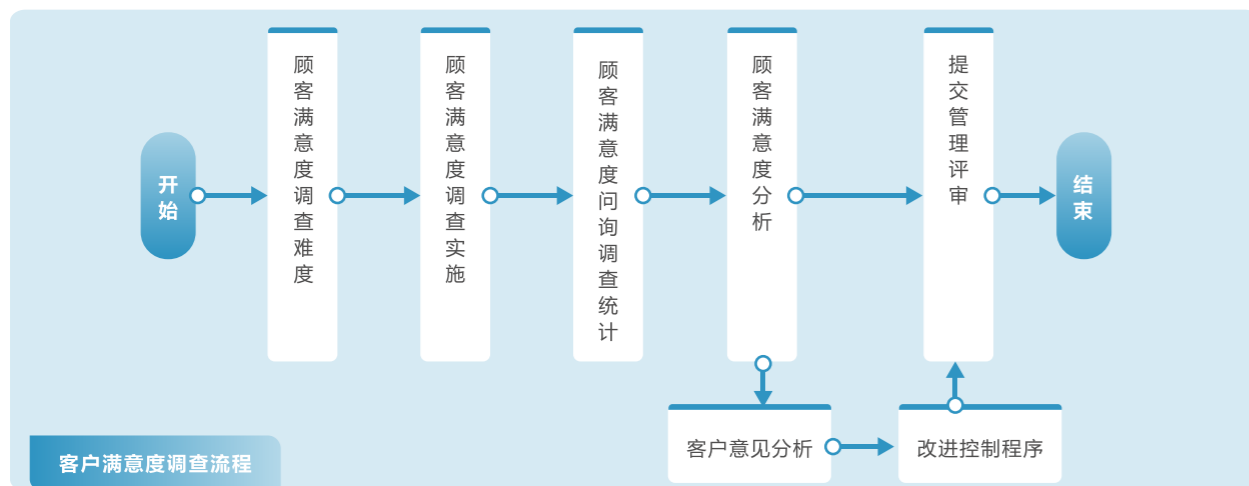 开始
顾客满意度调查难度
顾客满意度调查实施
顾客满意度问询调查统计
顾客满意度分析
提交管理评审
结束
客户意见分析
改进控制程序
客户满意度调查流程